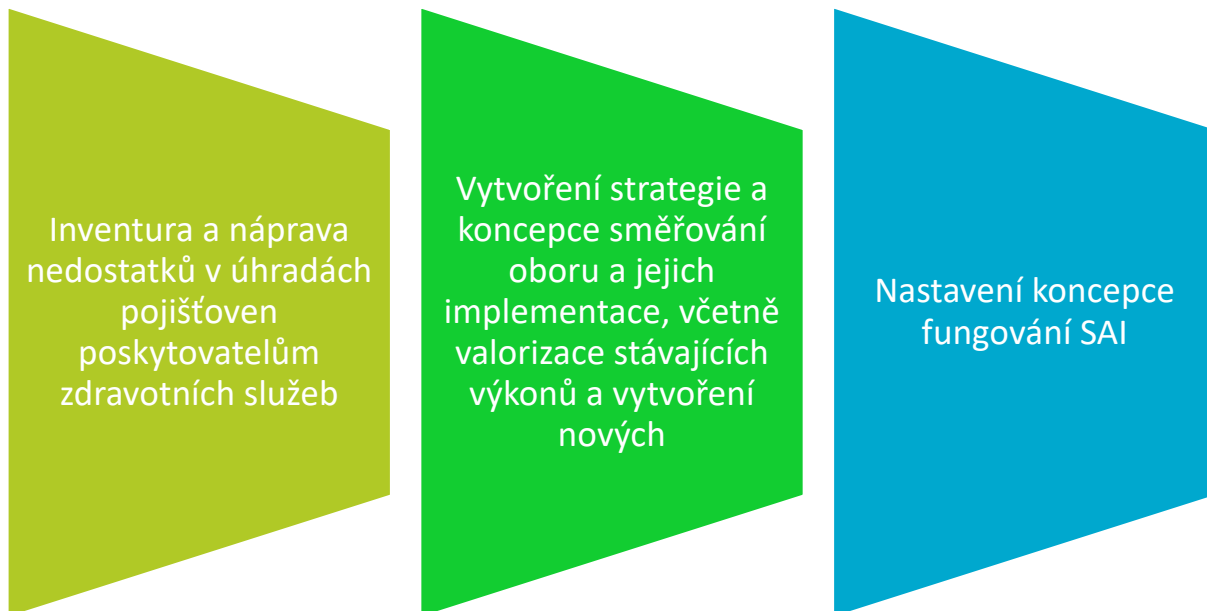 Inventura a náprava
nedostatků v úhradách
pojišťoven
poskytovatelům
zdravotních služeb
Vytvoření strategie a
koncepce směřování
oboru a jejich
implementace, včetně
valorizace stávajících
výkonů a vytvoření
nových
Nastavení koncepce
fungování SAI